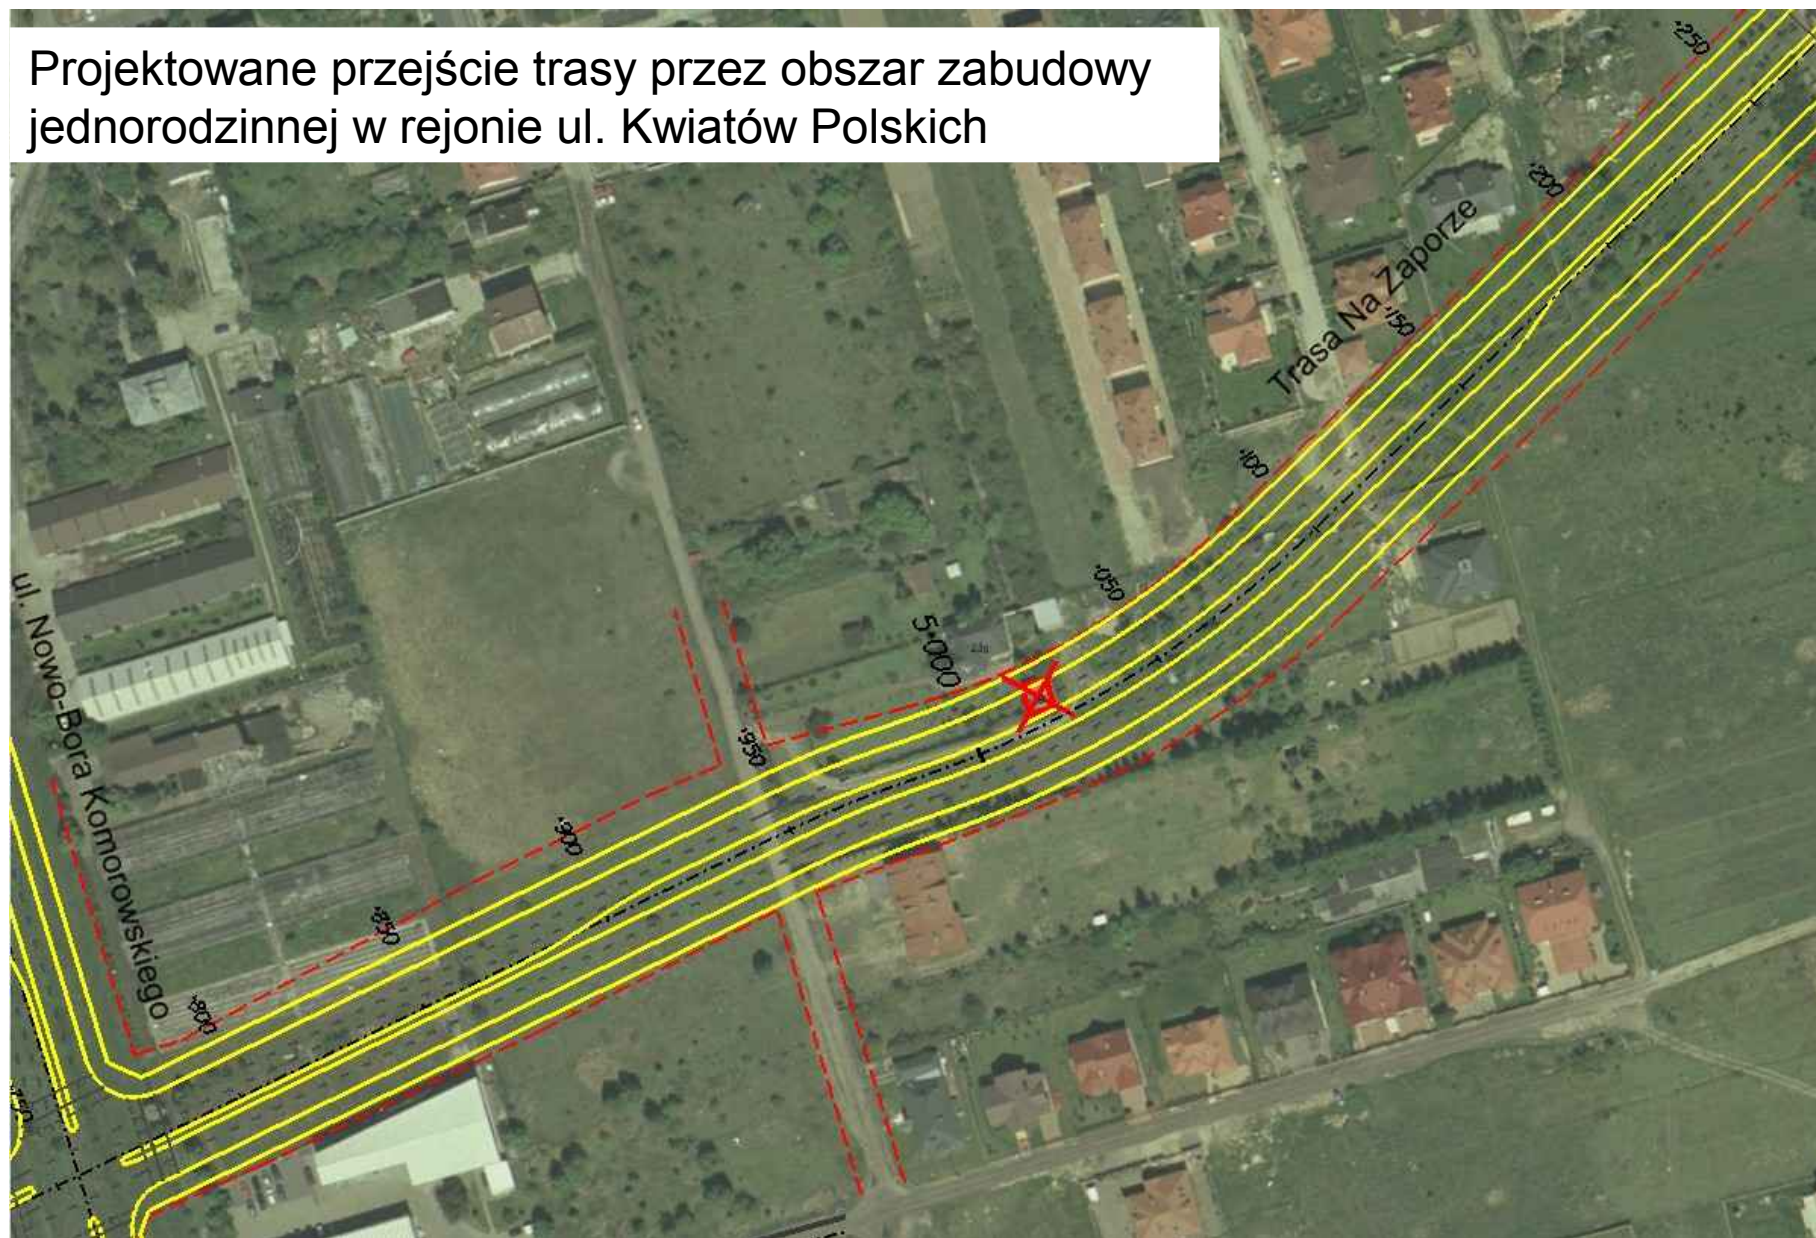 Projektowane przejście trasy przez obszar zabudowy
jednorodzinnej w rejonie ul. Kwiatów Polskich
+250
+200
Trasa Na Zaporze
+150
+100
+050
5+000
+950
+900
+850
+800
ul. Nowo-Bora Komorowskiego